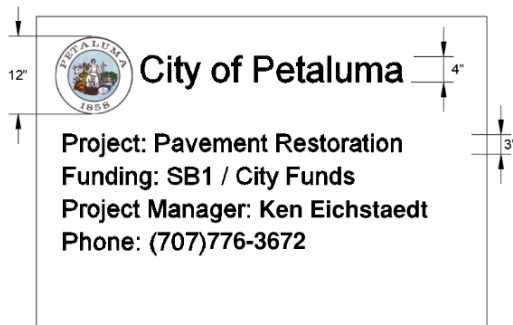 12"
PETALUMA
1858
City of Petaluma
4"
3"
Project: Pavement Restoration
Funding: SB1 / City Funds
Project Manager: Ken Eichstaedt
Phone: (707)776-3672